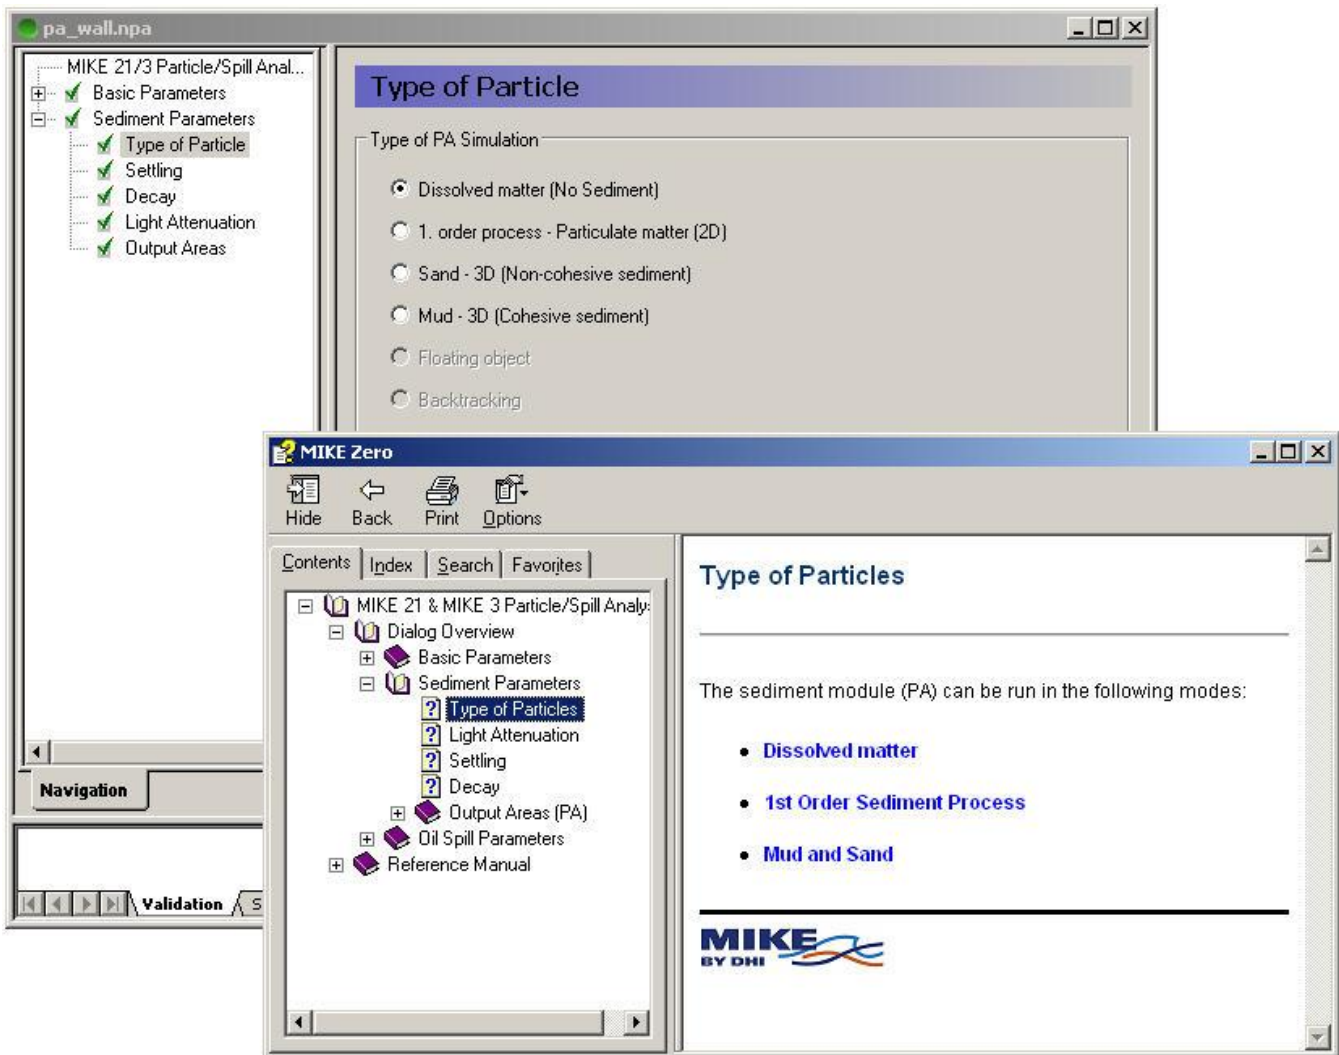 pa_wall.npa
MIKE 21/3 Particle/Spill Anal...
Basic Parameters
Sediment Parameters
Type of Particle
Settling
Decay
Light Attenuation
Output Areas
Navigation
Validation
S
Type of Particle
Type of PA Simulation
Dissolved matter (No Sediment)
1. order process - Particulate matter (2D)
Sand - 3D (Non-cohesive sediment)
Mud - 3D (Cohesive sediment)
Floating object
Backtracking
MIKE Zero
Hide Back Print Options
Contents Index Search Favorites
MIKE 21 & MIKE 3 Particle/Spill Analy
Dialog Overview
Basic Parameters
Sediment Parameters
Type of Particles
Light Attenuation
Settling
Decay
Output Areas (PA)
Oil Spill Parameters
Reference Manual
Type of Particles
The sediment module (PA) can be run in the following modes:
Dissolved matter
1st Order Sediment Process
Mud and Sand
MIKE
BY DHI